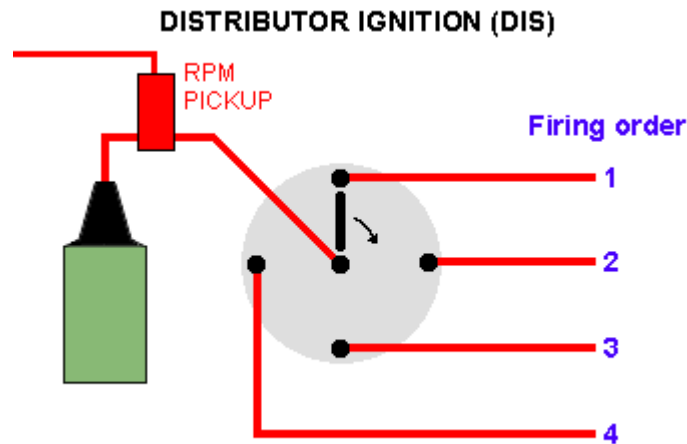 DISTRIBUTOR IGNITION (DIS)
RPM
PICKUP
Firing order
1
2
3
4